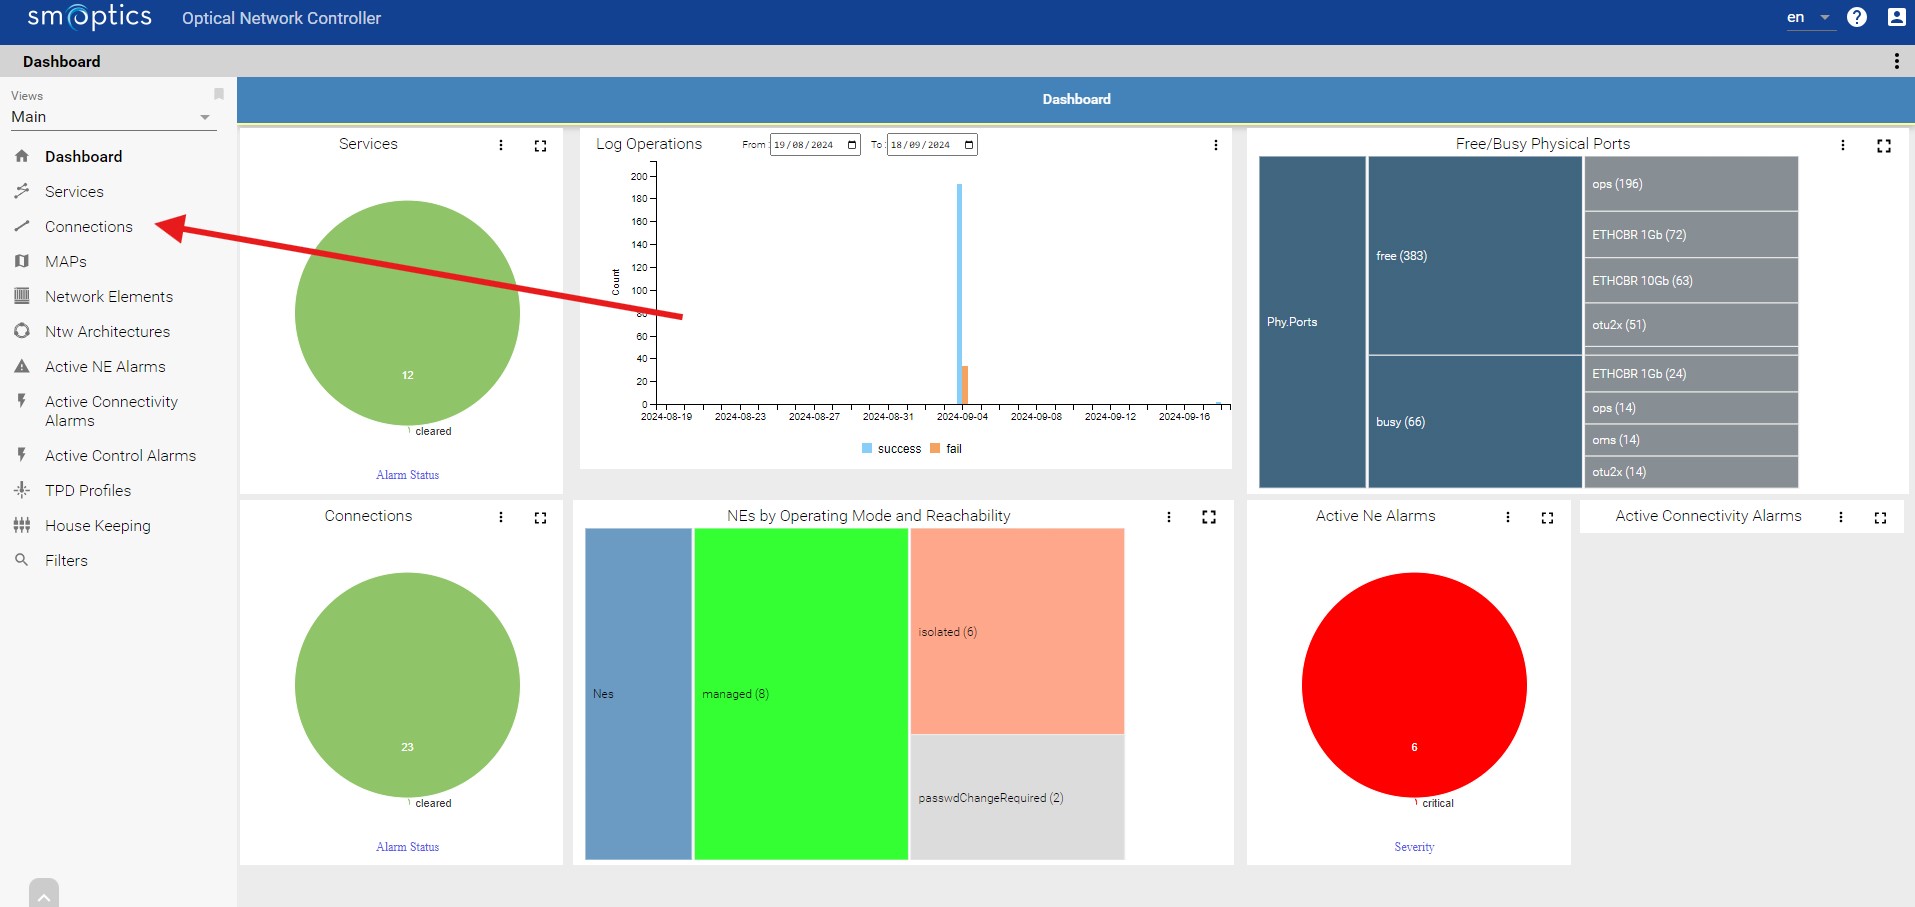 smoptics
Optical Network Controller
en
Dashboard
Views
Main
Dashboard
Services
Connections
MAPs
Network Elements
Ntw Architectures
Active NE Alarms
Active Connectivity
Alarms
Active Control Alarms
TPD Profiles
House Keeping
Filters
Dashboard
Services
12
cleared
Alarm Status
Log Operations
From : 19/08/2024 To : 18/09/2024
Count
200
180
160
140
120
100
80
60
40
20
0
2024-08-19 2024-08-23 2024-08-27 2024-08-31 2024-09-04 2024-09-08 2024-09-12 2024-09-16
success fail
Free/Busy Physical Ports
Phy.Ports
free (383)
busy (66)
ops (196)
ETHCBR 1Gb (72)
ETHCBR 10Gb (63)
otu2x (51)
ETHCBR 1Gb (24)
ops (14)
oms (14)
otu2x (14)
Connections
23
cleared
Alarm Status
NEs by Operating Mode and Reachability
Nes
managed (8)
isolated (6)
passwdChangeRequired (2)
Active Ne Alarms
6
critical
Severity
Active Connectivity Alarms